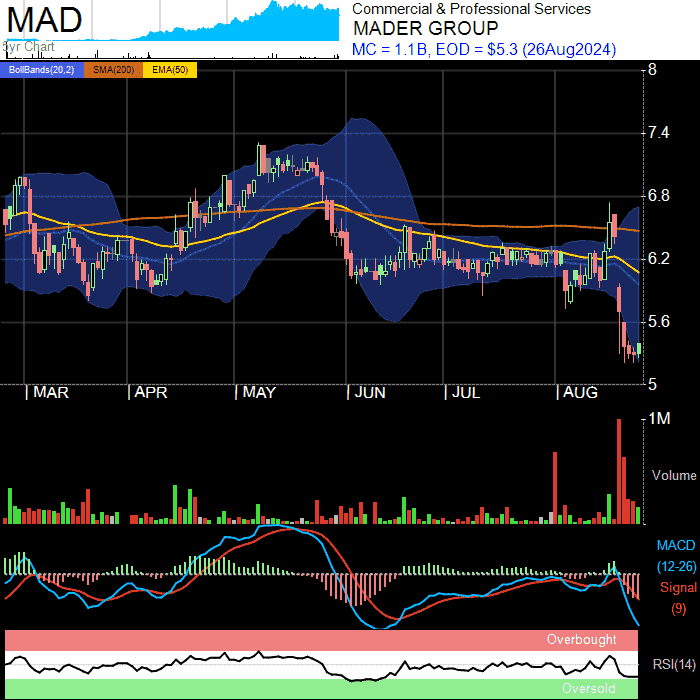 MAD
5yr Chart
Commercial & Professional Services
MADER GROUP
MC = 1.1B, EOD = $5.3 (26Aug2024)
BollBands(20,2) SMA(200) EMA(50)
8
7.4
6.8
6.2
5.6
5
MAR APR MAY JUN JUL AUG
1M
Volume
MACD
(12-26)
Signal
(9)
Overbought
RSI(14)
Oversold